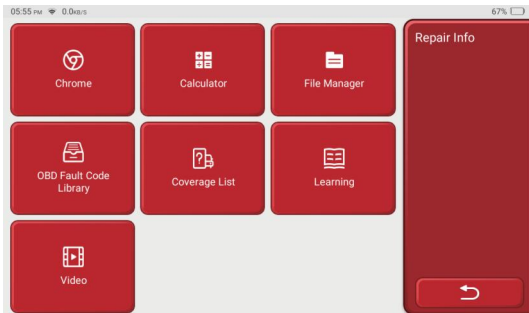 05:55 PM 0.0KB/S 67%
Chrome
Calculator
File Manager
Repair Info
OBD Fault Code
Library
Coverage List
Learning
Video